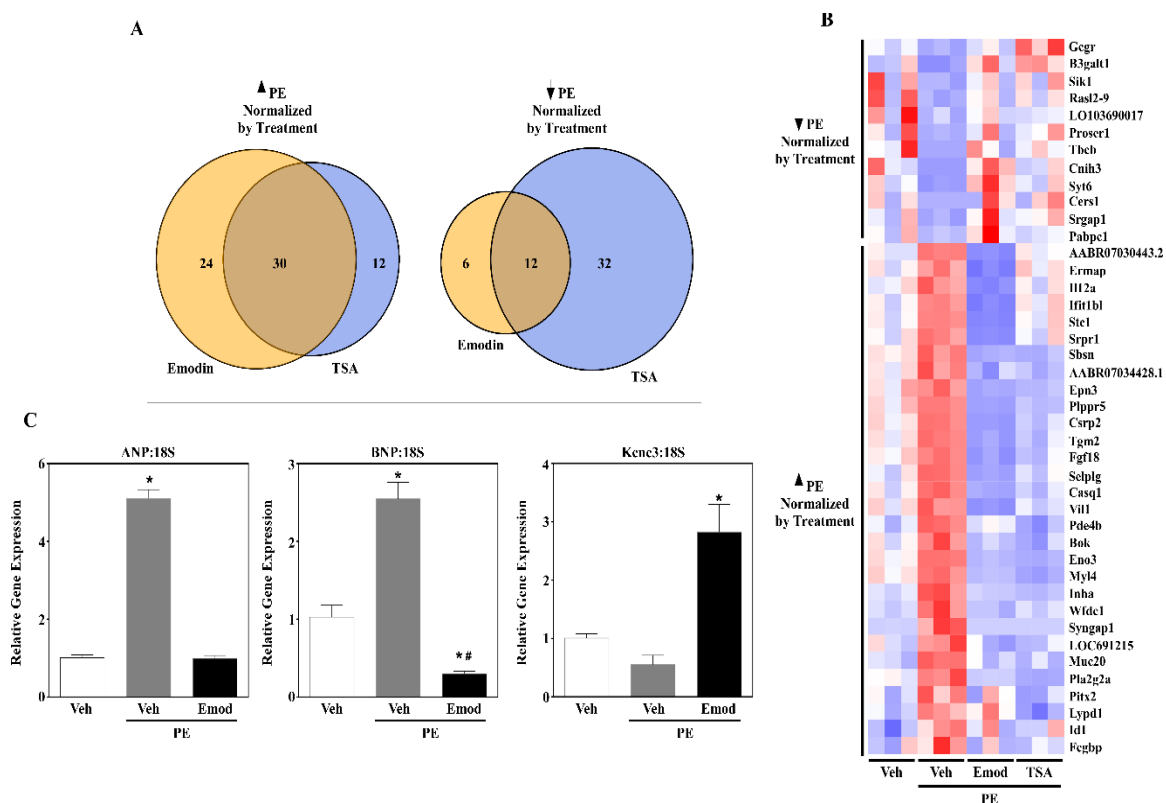 A
▲PE
Normalized
by Treatment
24
30
12
Emodin
TSA
▼PE
Normalized
by Treatment
6
12
32
Emodin
TSA
B
▼PE
Normalized
by Treatment
▲PE
Normalized
by Treatment
Gcgr
B3galt1
Sik1
Rasl2-9
LO103690017
Proser1
Tbcb
Cnih3
Syt6
Cers1
Srgap1
Pabpc1
AABR07030443.2
Ermap
Il12a
Ifit1bl
Stc1
Srpr1
Sbsn
AABR07034428.1
Epn3
Plppr5
Csrp2
Tgm2
Fgf18
Selplg
Casq1
Vil1
Pde4b
Bok
Eno3
Myl4
Inha
Wfdc1
Syngap1
LOC691215
Muc20
Pla2g2a
Pitx2
Lypd1
Id1
Fcgbp
Veh
Veh
Emod
TSA
PE
C
ANP:18S
Relative Gene Expression
6
4
2
0
*
Veh
Veh
Emod
PE
BNP:18S
Relative Gene Expression
3
2
1
0
*
*#
Veh
Veh
Emod
PE
Kcnc3:18S
Relative Gene Expression
4
3
2
1
0
*
Veh
Veh
Emod
PE